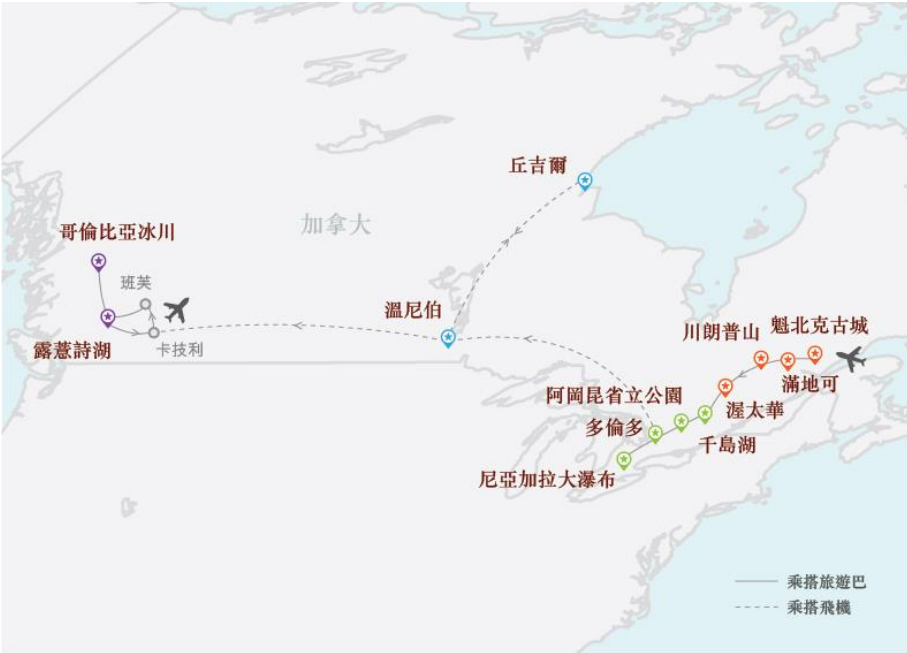 丘吉爾
加拿大
哥倫比亞冰川
班芙
溫尼伯
露薏詩湖
卡技利
川朗普山
魁北克古城
滿地可
阿岡昆省立公園
渥太華
多倫多
千島湖
尼亞加拉大瀑布
乘搭旅遊巴
乘搭飛機